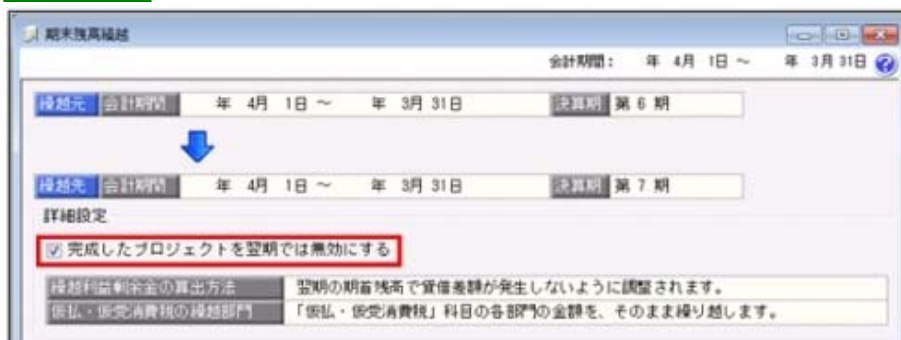 期末残高繰越
会計期間： 年 4月 1日 ～ 年 3月 31日
繰越元 会計期間 年 4月 1日 ～ 年 3月 31日 決算期 第 6 期
繰越先 会計期間 年 4月 1日 ～ 年 3月 31日 決算期 第 7 期
詳細設定
完成したプロジェクトを翌期では無効にする
繰越利益剰余金の算出方法 翌期の期首残高で貸借差額が発生しないように調整されます。
仮払・仮受消費税の繰越部門 「仮払・仮受消費税」科目の各部門の金額を、そのまま繰り越します。